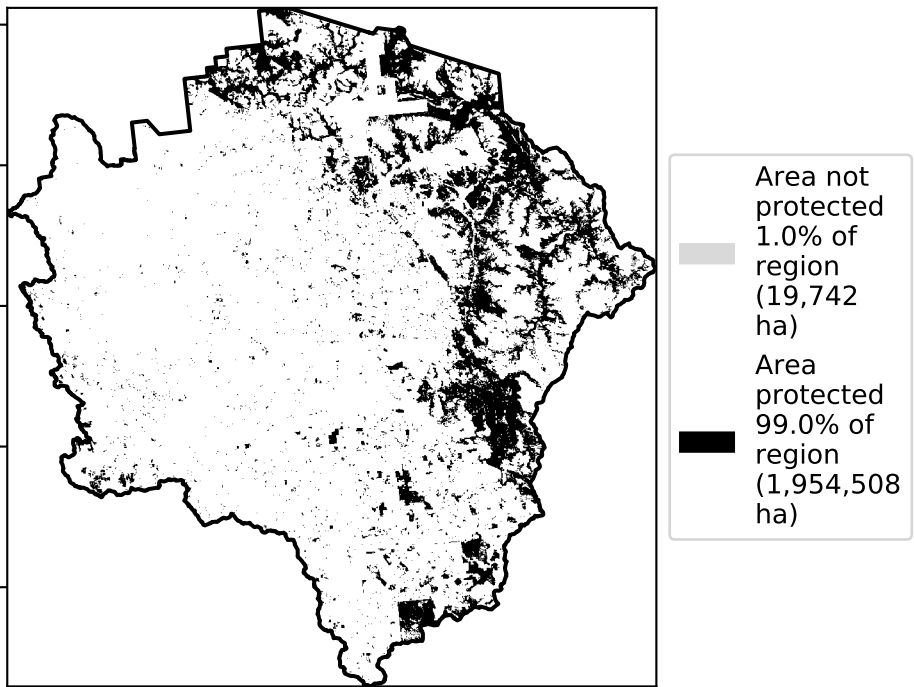 Area not
protected
1.0% of
region
(19,742
ha)
Area
protected
99.0% of
region
(1,954,508
ha)